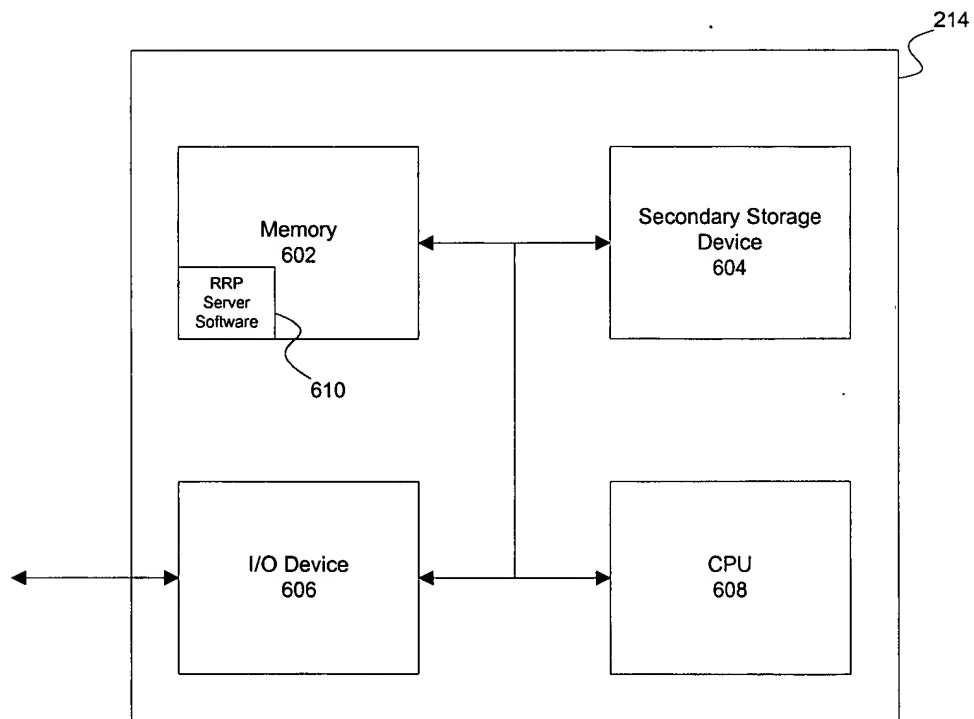 214
Memory
602
RRP
Server
Software
610
Secondary Storage
Device
604
I/O Device
606
CPU
608